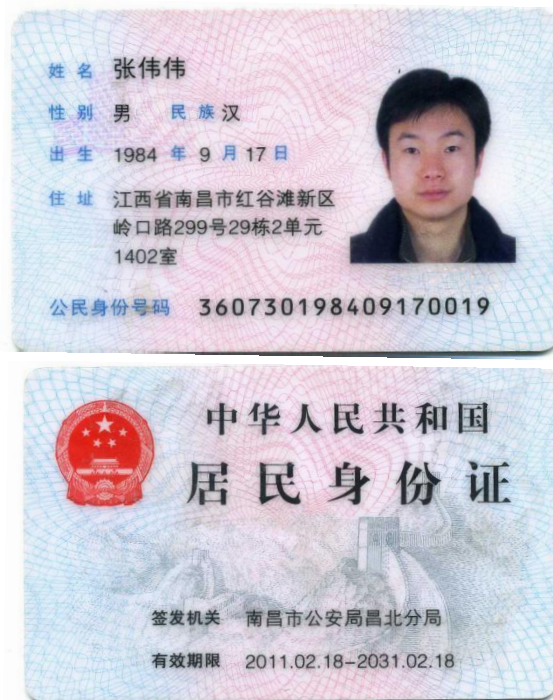 姓名 张伟伟
性别 男 民族 汉
出生 1984 年 9 月 17 日
住址 江西省南昌市红谷滩新区
岭口路299号29栋2单元
1402室
公民身份号码 360730198409170019
中华人民共和国
居民身份证
签发机关 南昌市公安局昌北分局
有效期限 2011.02.18-2031.02.18